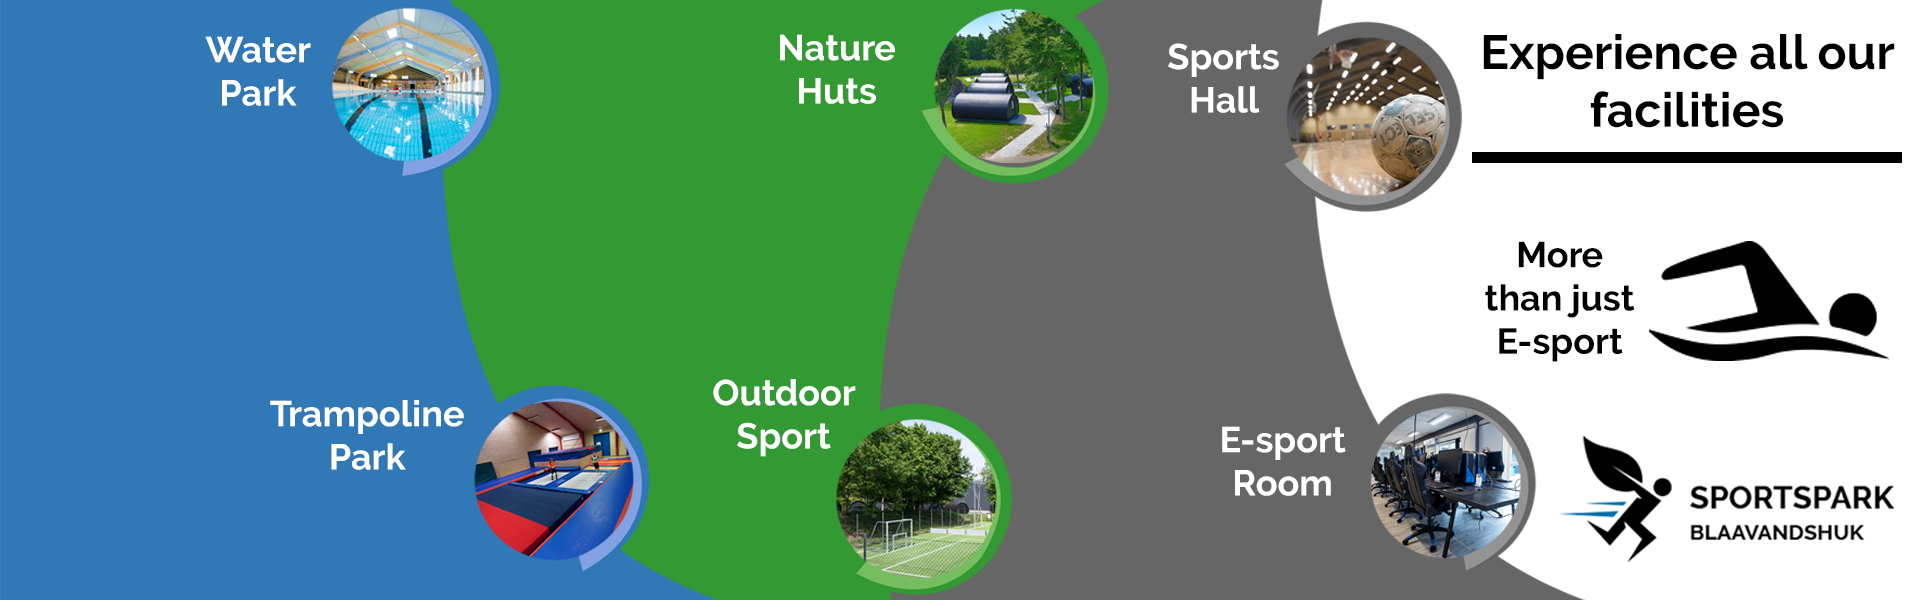 Water
Park
Nature
Huts
Sports
Hall
Experience all our
facilities
More
than just
E-sport
Trampoline
Park
Outdoor
Sport
E-sport
Room
SPORTSPARK
BLAAVANDSHUK